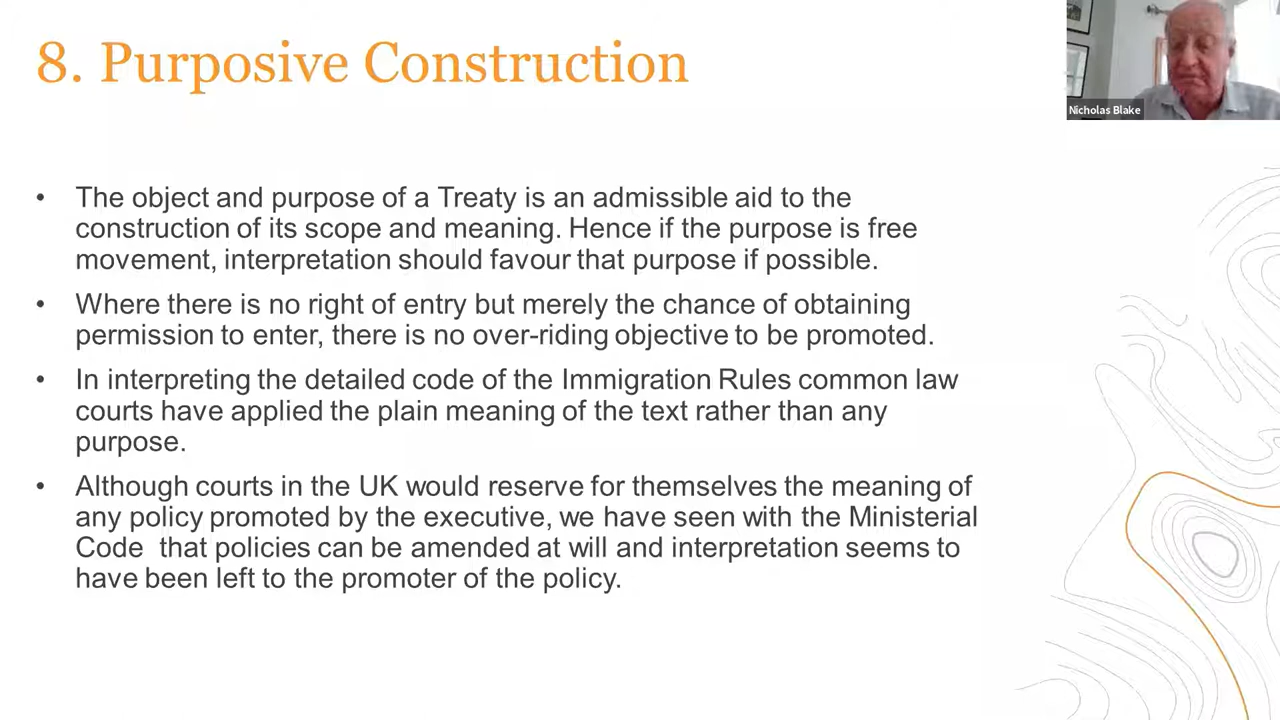 8. Purposive Construction
Nicholas Blake
• The object and purpose of a Treaty is an admissible aid to the
construction of its scope and meaning. Hence if the purpose is free
movement, interpretation should favour that purpose if possible.
• Where there is no right of entry but merely the chance of obtaining
permission to enter, there is no over-riding objective to be promoted.
• In interpreting the detailed code of the Immigration Rules common law
courts have applied the plain meaning of the text rather than any
purpose.
• Although courts in the UK would reserve for themselves the meaning of
any policy promoted by the executive, we have seen with the Ministerial
Code that policies can be amended at will and interpretation seems to
have been left to the promoter of the policy.